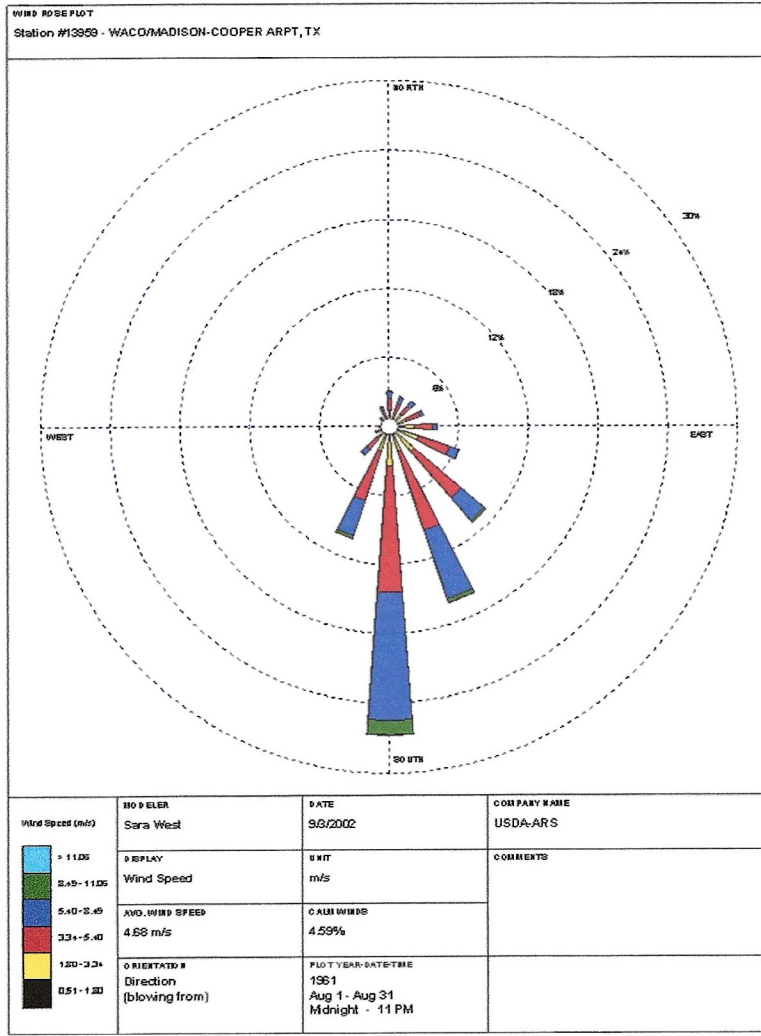 WIND ROSE PLOT
Station #13959 - WACO/MADISON-COOPER ARPT, TX
NORTH
30%
24%
18%
12%
6%
WEST
EAST
SOUTH
Wind Speed (m/s)
> 11.06
8.49 - 11.06
5.40 - 8.49
3.34 - 5.40
1.80 - 3.34
0.51 - 1.80
MODELER
Sara West
DATE
9/3/2002
COMPANY NAME
USDA-ARS
DISPLAY
Wind Speed
UNIT
m/s
COMMENTS
AVG. WIND SPEED
4.68 m/s
CALM WINDS
4.59%
ORIENTATION
Direction
(blowing from)
PLOT YEAR-DATE-TIME
1961
Aug 1 - Aug 31
Midnight - 11 PM